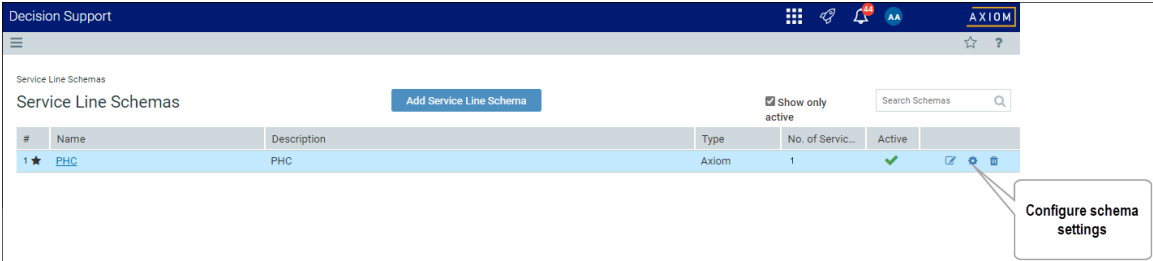 Decision Support
44
AA
AXIOM
?
Service Line Schemas
Service Line Schemas
Add Service Line Schema
Show only
active
Search Schemas
# Name Description Type No. of Servic... Active
1 PHC PHC Axiom 1
Configure schema
settings